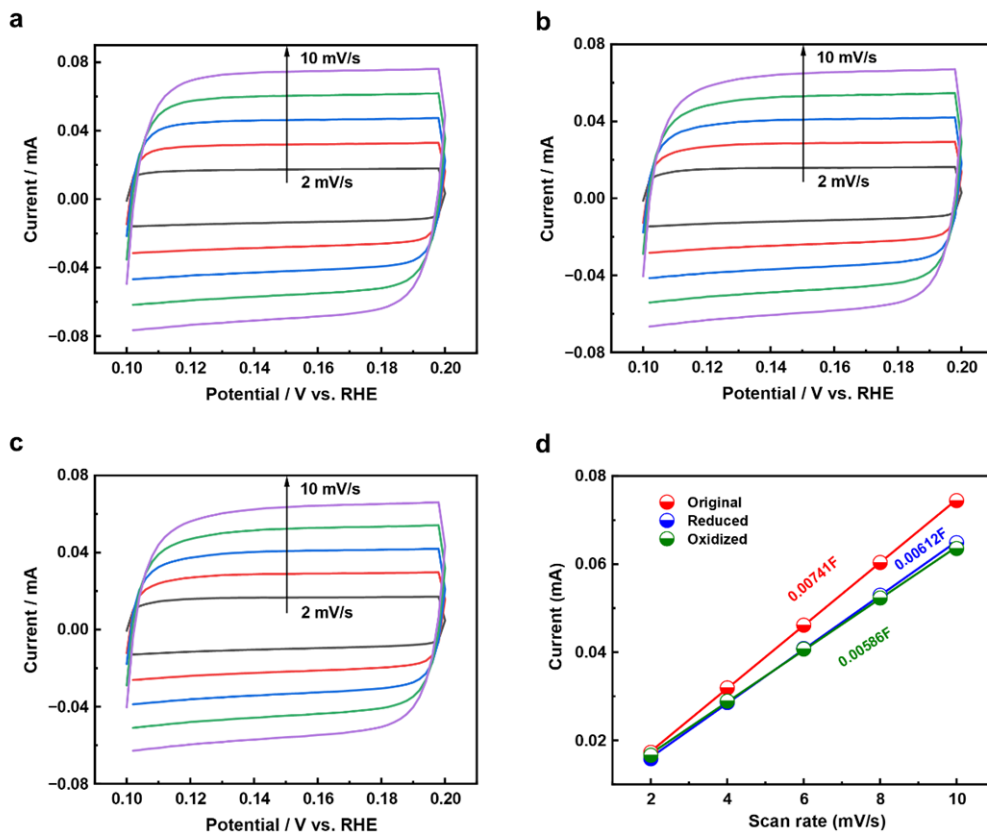 a
10 mV/s
2 mV/s
0.08
0.04
0.00
−0.04
−0.08
0.10 0.12 0.14 0.16 0.18 0.20
Current / mA
Potential / V vs. RHE
b
10 mV/s
2 mV/s
0.08
0.04
0.00
−0.04
−0.08
0.10 0.12 0.14 0.16 0.18 0.20
Current / mA
Potential / V vs. RHE
c
10 mV/s
2 mV/s
0.08
0.04
0.00
−0.04
−0.08
0.10 0.12 0.14 0.16 0.18 0.20
Current / mA
Potential / V vs. RHE
d
Original
Reduced
Oxidized
0.00741F
0.00612F
0.00586F
0.08
0.06
0.04
0.02
2 4 6 8 10
Current (mA)
Scan rate (mV/s)